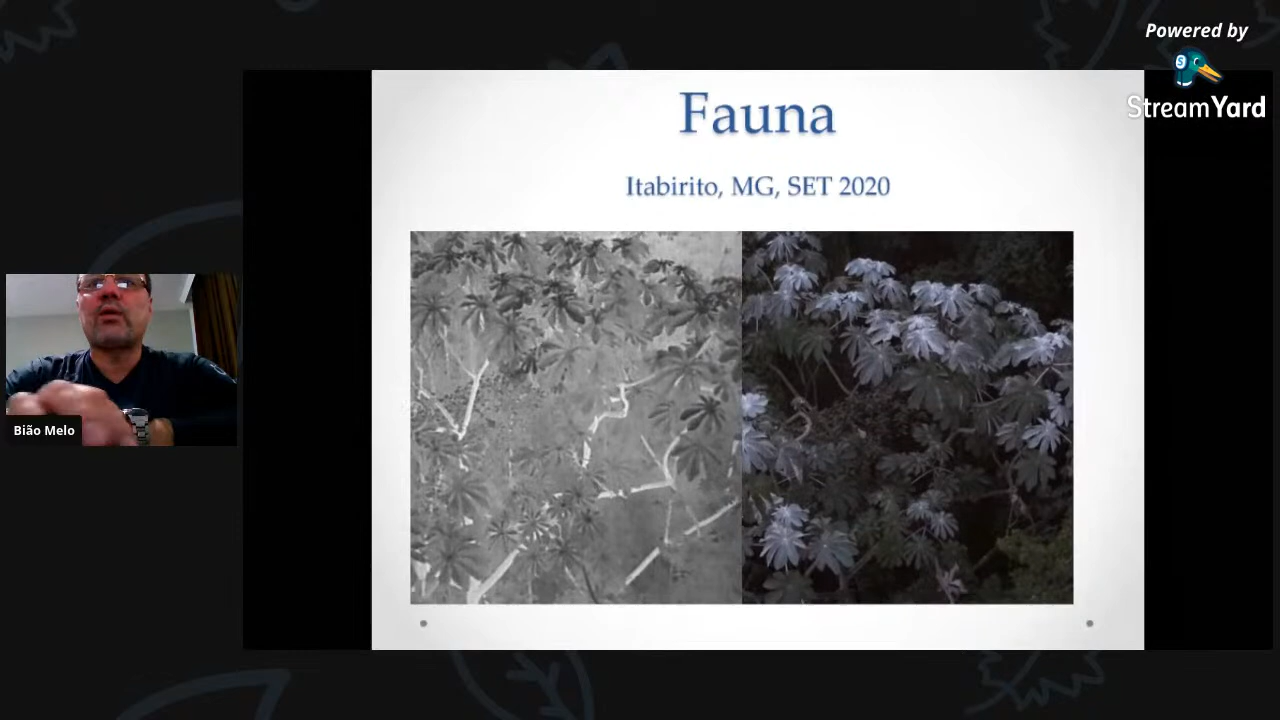 Powered by
StreamYard
Fauna
Itabirito, MG, SET 2020
Bião Melo